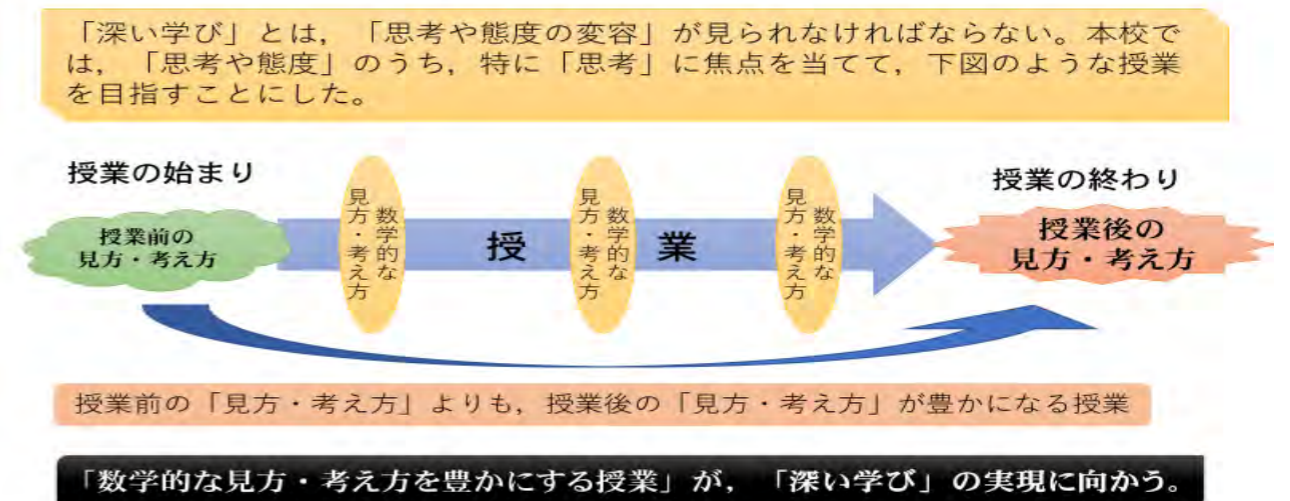 「深い学び」とは，「思考や態度の変容」が見られなければならない。本校で
は，「思考や態度」のうち，特に「思考」に焦点を当てて，下図のような授業
を目指すことにした。
授業の始まり
授業の終わり
授業前の
見方・考え方
数学的な
見方・考え方
授
数学的な
見方・考え方
業
数学的な
見方・考え方
授業後の
見方・考え方
授業前の「見方・考え方」よりも，授業後の「見方・考え方」が豊かになる授業
「数学的な見方・考え方を豊かにする授業」が，「深い学び」の実現に向かう。